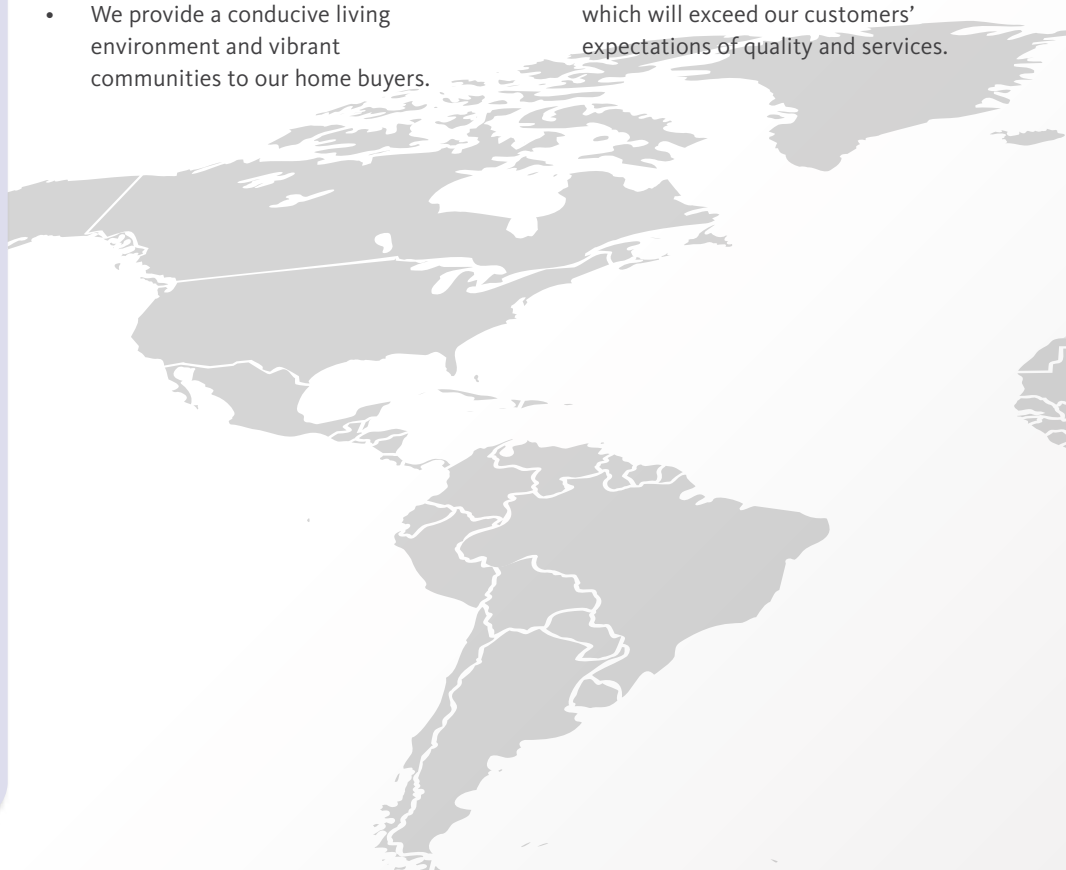 • We provide a conducive living
environment and vibrant
communities to our home buyers.
which will exceed our customers’
expectations of quality and services.